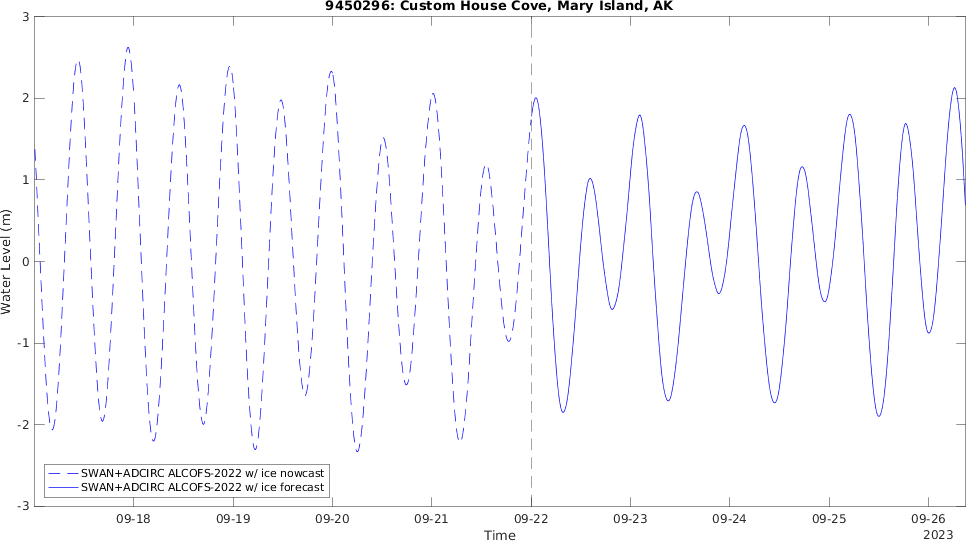 9450296: Custom House Cove, Mary Island, AK
3
2
1
0
-1
-2
-3
Water Level (m)
SWAN+ADCIRC ALCOFS-2022 w/ ice nowcast
SWAN+ADCIRC ALCOFS-2022 w/ ice forecast
09-18 09-19 09-20 09-21 09-22 09-23 09-24 09-25 09-26
Time
2023